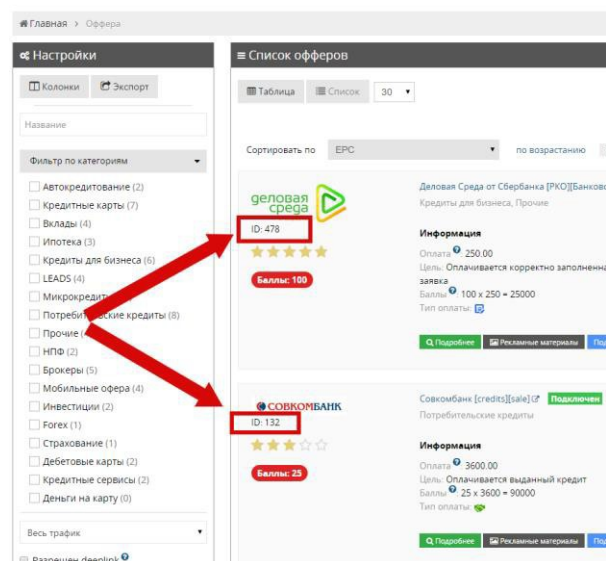 Главная > Оффера
Настройки
Колонки Экспорт
Название
Фильтр по категориям
Автокредитование (2)
Кредитные карты (7)
Вклады (4)
Ипотека (3)
Кредиты для бизнеса (6)
LEADS (4)
Микрокредиты
Потребительские кредиты (8)
Прочие
НПФ (2)
Брокеры (5)
Мобильные офера (4)
Инвестиции (2)
Forex (1)
Страхование (1)
Дебетовые карты (2)
Кредитные сервисы (2)
Деньги на карту (0)
Весь трафик
Разрешен deeplink
Список офферов
Таблица Список 30
Сортировать по EPC по возрастанию
деловая
среда
ID: 478
Баллы: 100
Деловая Среда от Сбербанка [РКО][Банковс
Кредиты для бизнеса, Прочие
Информация
Оплата ?: 250.00
Цель: Оплачивается корректно заполненна
заявка
Баллы ?: 100 x 250 = 25000
Тип оплаты:
Подробнее Рекламные материалы Под
СОВКОМБАНК
ID: 132
Баллы: 25
Совкомбанк [credits][sale] Подключен
Потребительские кредиты
Информация
Оплата ?: 3600.00
Цель: Оплачивается выданный кредит
Баллы ?: 25 x 3600 = 90000
Тип оплаты:
Подробнее Рекламные материалы Под